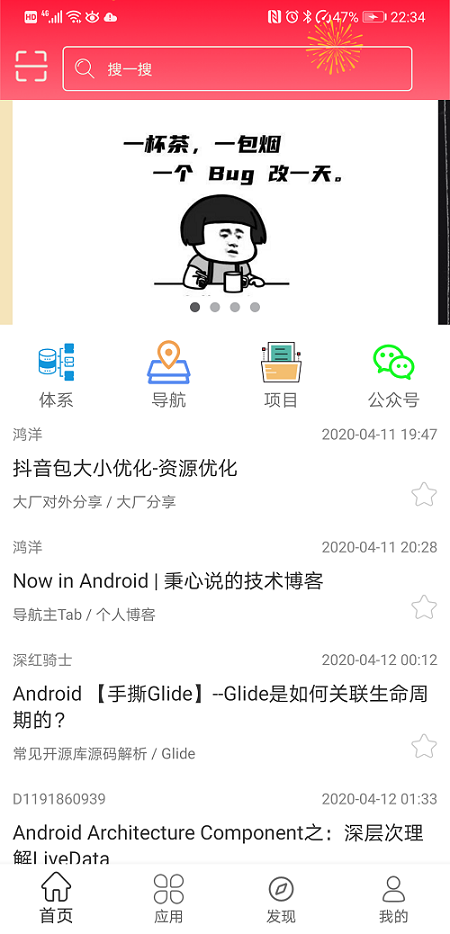 HD 4G 47% 22:34
搜一搜
一杯茶，一包烟
一个 Bug 改一天。
体系 导航 项目 公众号
鸿洋 2020-04-11 19:47
抖音包大小优化-资源优化
大厂对外分享 / 大厂分享
鸿洋 2020-04-11 20:28
Now in Android | 秉心说的技术博客
导航主Tab / 个人博客
深红骑士 2020-04-12 00:12
Android 【手撕Glide】--Glide是如何关联生命周
期的？
常见开源库源码解析 / Glide
D1191860939 2020-04-12 01:33
Android Architecture Component之：深层次理
解LiveData
首页 应用 发现 我的